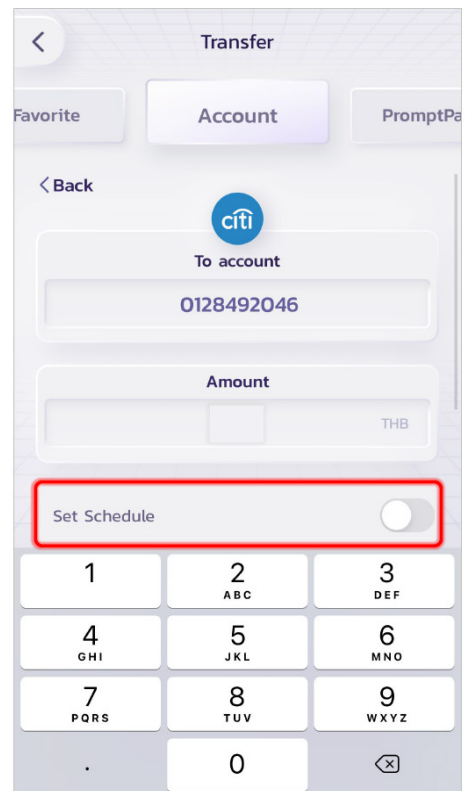 Transfer
Favorite Account PromptPa
Back
citi
To account
0128492046
Amount
THB
Set Schedule
1 2 3
ABC DEF
4 5 6
GHI JKL MNO
7 8 9
PQRS TUV WXYZ
. 0